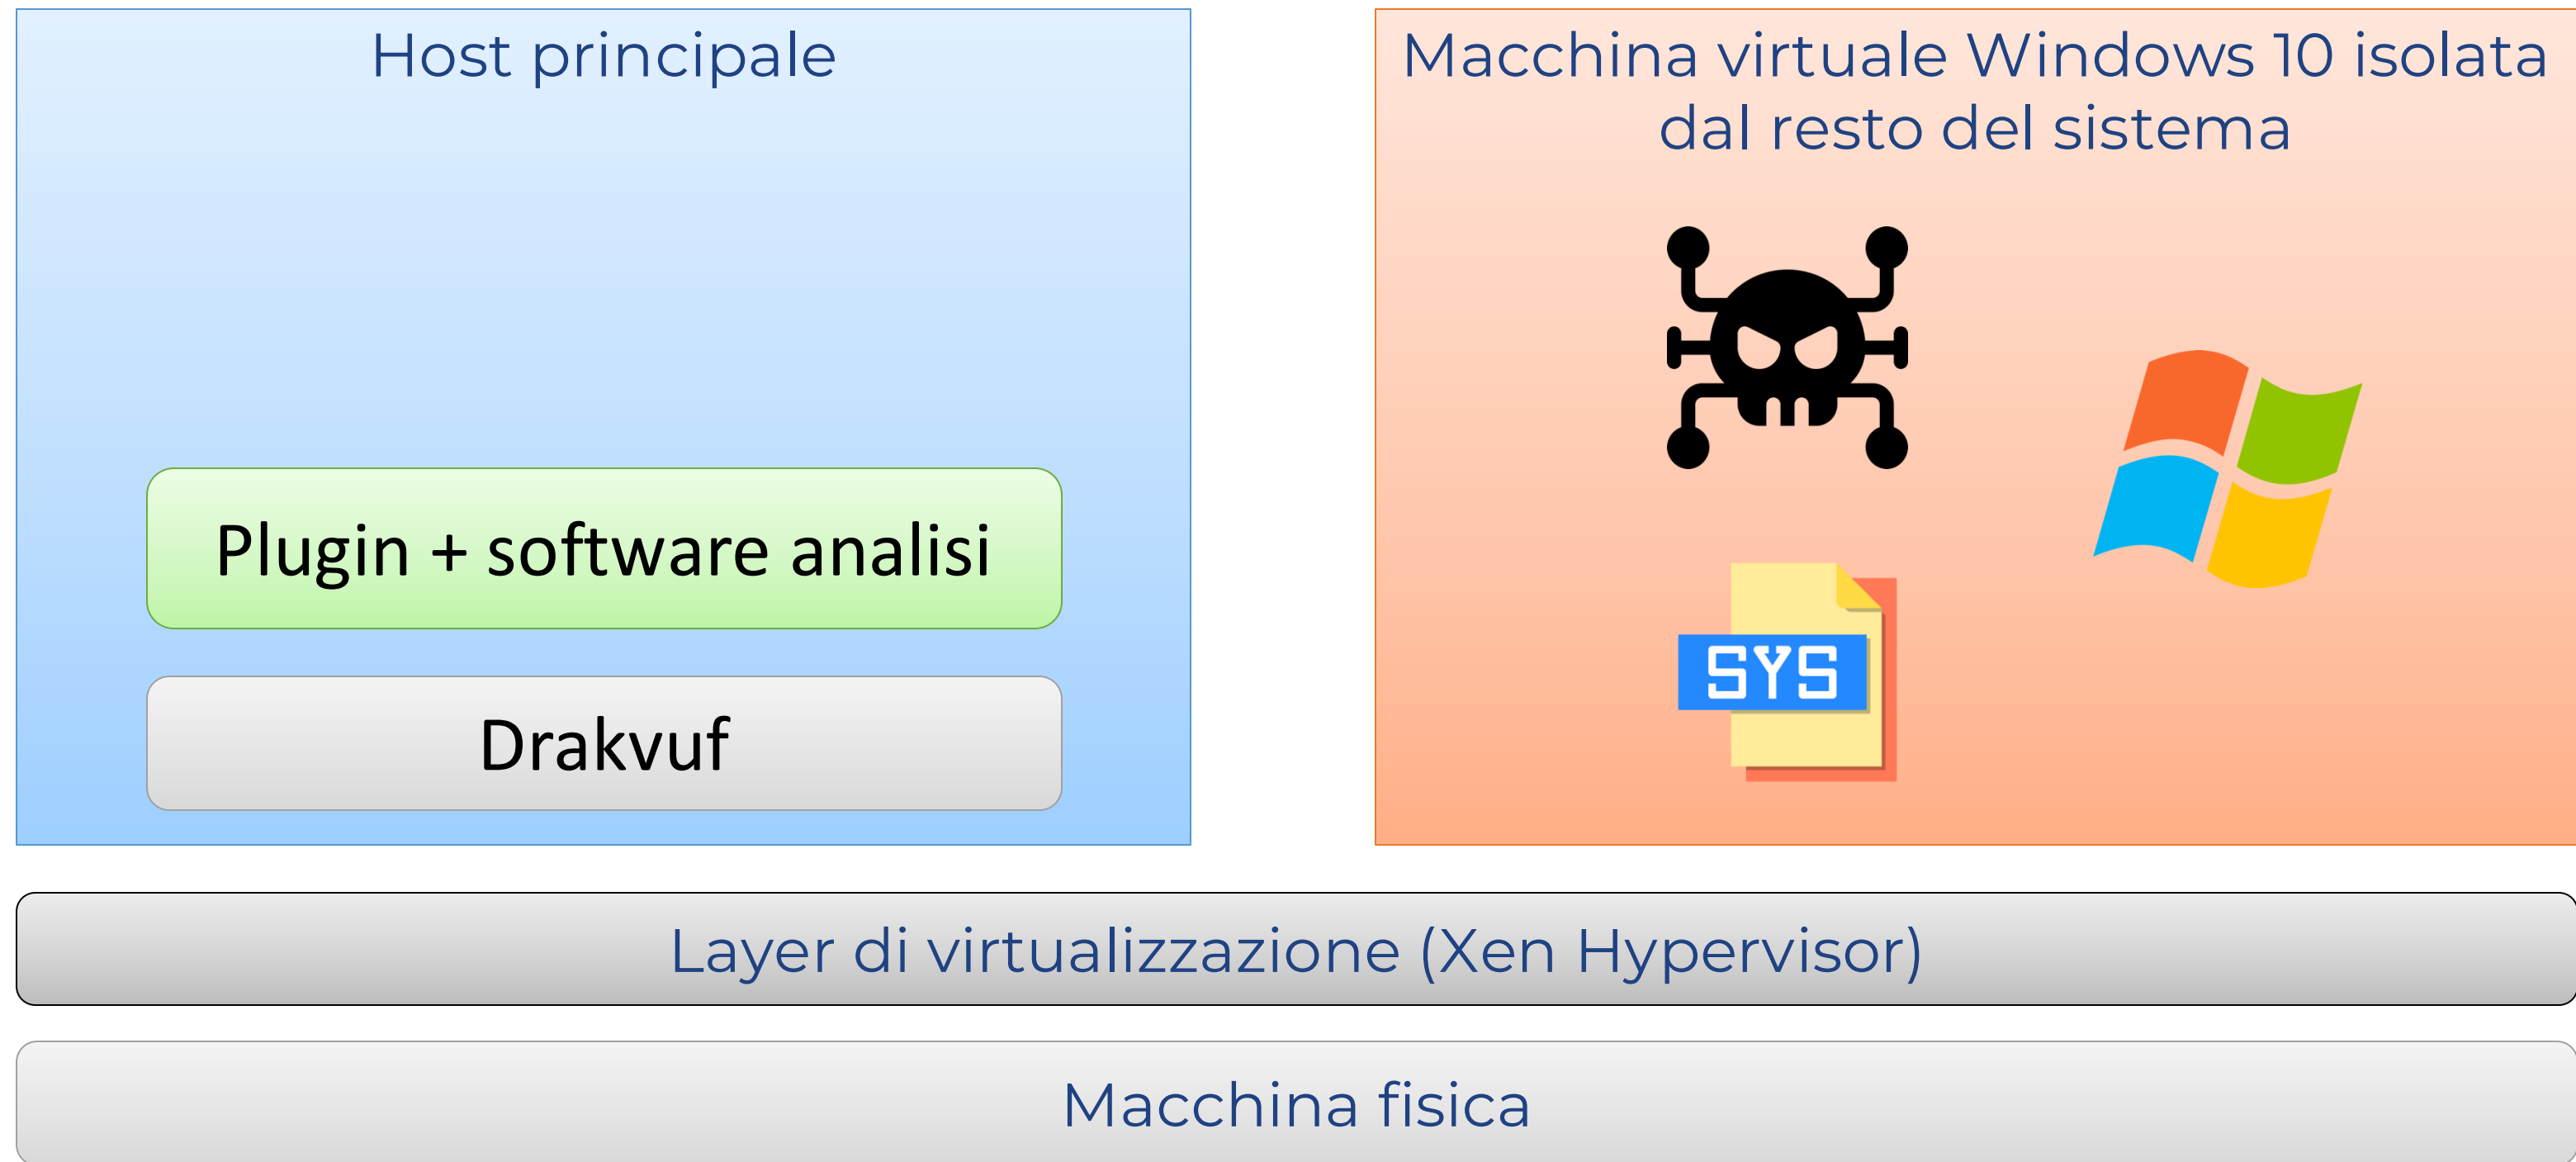 Host principale
Macchina virtuale Windows 10 isolata
dal resto del sistema
Plugin + software analisi
Drakvuf
SYS
Layer di virtualizzazione (Xen Hypervisor)
Macchina fisica